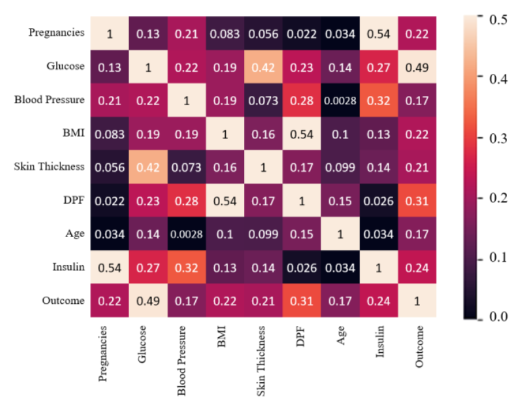 Pregnancies 1 0.13 0.21 0.083 0.056 0.022 0.034 0.54 0.22
Glucose 0.13 1 0.22 0.19 0.42 0.23 0.14 0.27 0.49
Blood Pressure 0.21 0.22 1 0.19 0.073 0.28 0.0028 0.32 0.17
BMI 0.083 0.19 0.19 1 0.16 0.54 0.1 0.13 0.22
Skin Thickness 0.056 0.42 0.073 0.16 1 0.17 0.099 0.14 0.21
DPF 0.022 0.23 0.28 0.54 0.17 1 0.15 0.026 0.31
Age 0.034 0.14 0.0028 0.1 0.099 0.15 1 0.034 0.17
Insulin 0.54 0.27 0.32 0.13 0.14 0.026 0.034 1 0.24
Outcome 0.22 0.49 0.17 0.22 0.21 0.31 0.17 0.24 1
Pregnancies
Glucose
Blood Pressure
BMI
Skin Thickness
DPF
Age
Insulin
Outcome
0.5
0.4
0.3
0.2
0.1
0.0